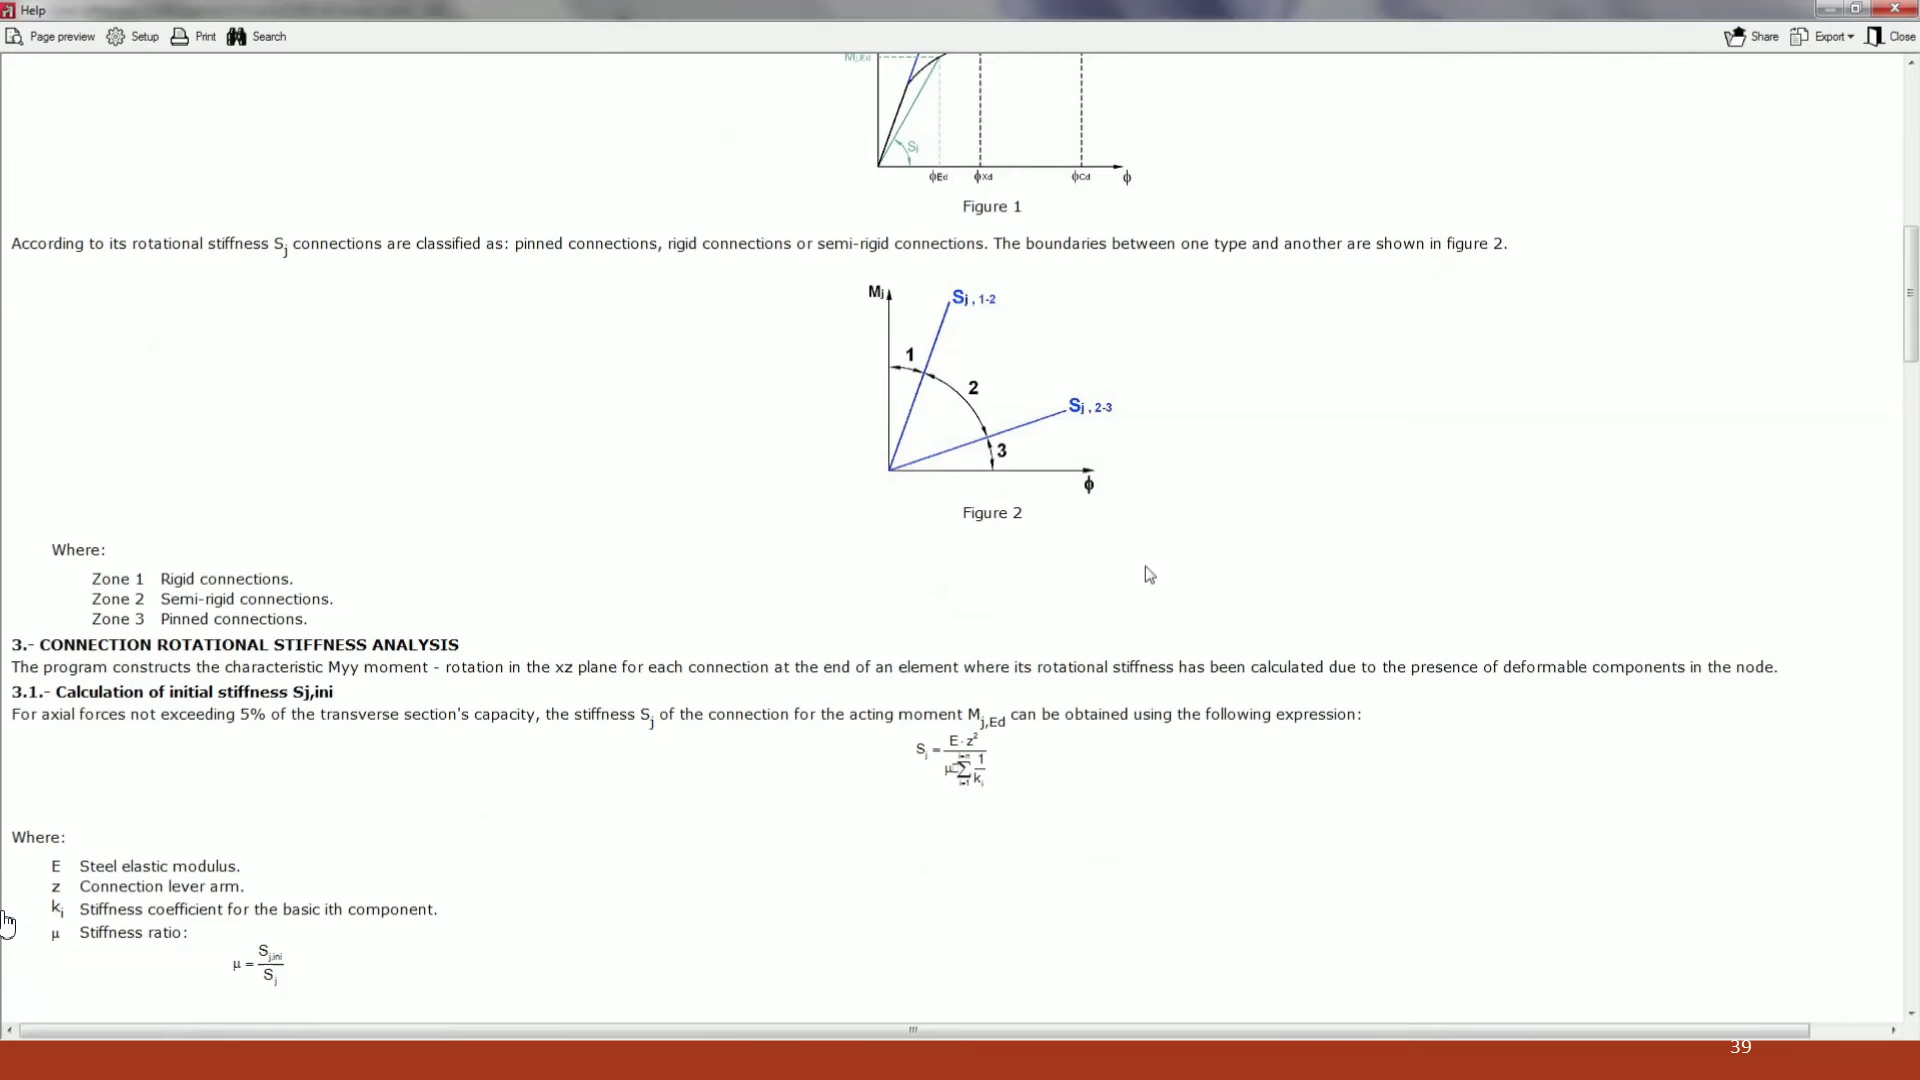 Help
Page preview Setup Print Search Share Export Close
Mj,Ed
Sj
ϕEd ϕXd ϕCd ϕ
Figure 1
According to its rotational stiffness Sj connections are classified as: pinned connections, rigid connections or semi-rigid connections. The boundaries between one type and another are shown in figure 2.
Mj
Sj , 1-2
1
2
Sj , 2-3
3
ϕ
Figure 2
Where:
Zone 1 Rigid connections.
Zone 2 Semi-rigid connections.
Zone 3 Pinned connections.
3.- CONNECTION ROTATIONAL STIFFNESS ANALYSIS
The program constructs the characteristic Myy moment - rotation in the xz plane for each connection at the end of an element where its rotational stiffness has been calculated due to the presence of deformable components in the node.
3.1.- Calculation of initial stiffness Sj,ini
For axial forces not exceeding 5% of the transverse section's capacity, the stiffness Sj of the connection for the acting moment Mj,Ed can be obtained using the following expression:
Sj = E·z² / μ ∑ i=1 i=n 1/ki
Where:
E Steel elastic modulus.
z Connection lever arm.
ki Stiffness coefficient for the basic ith component.
μ Stiffness ratio:
μ = Sj,ini / Sj
39